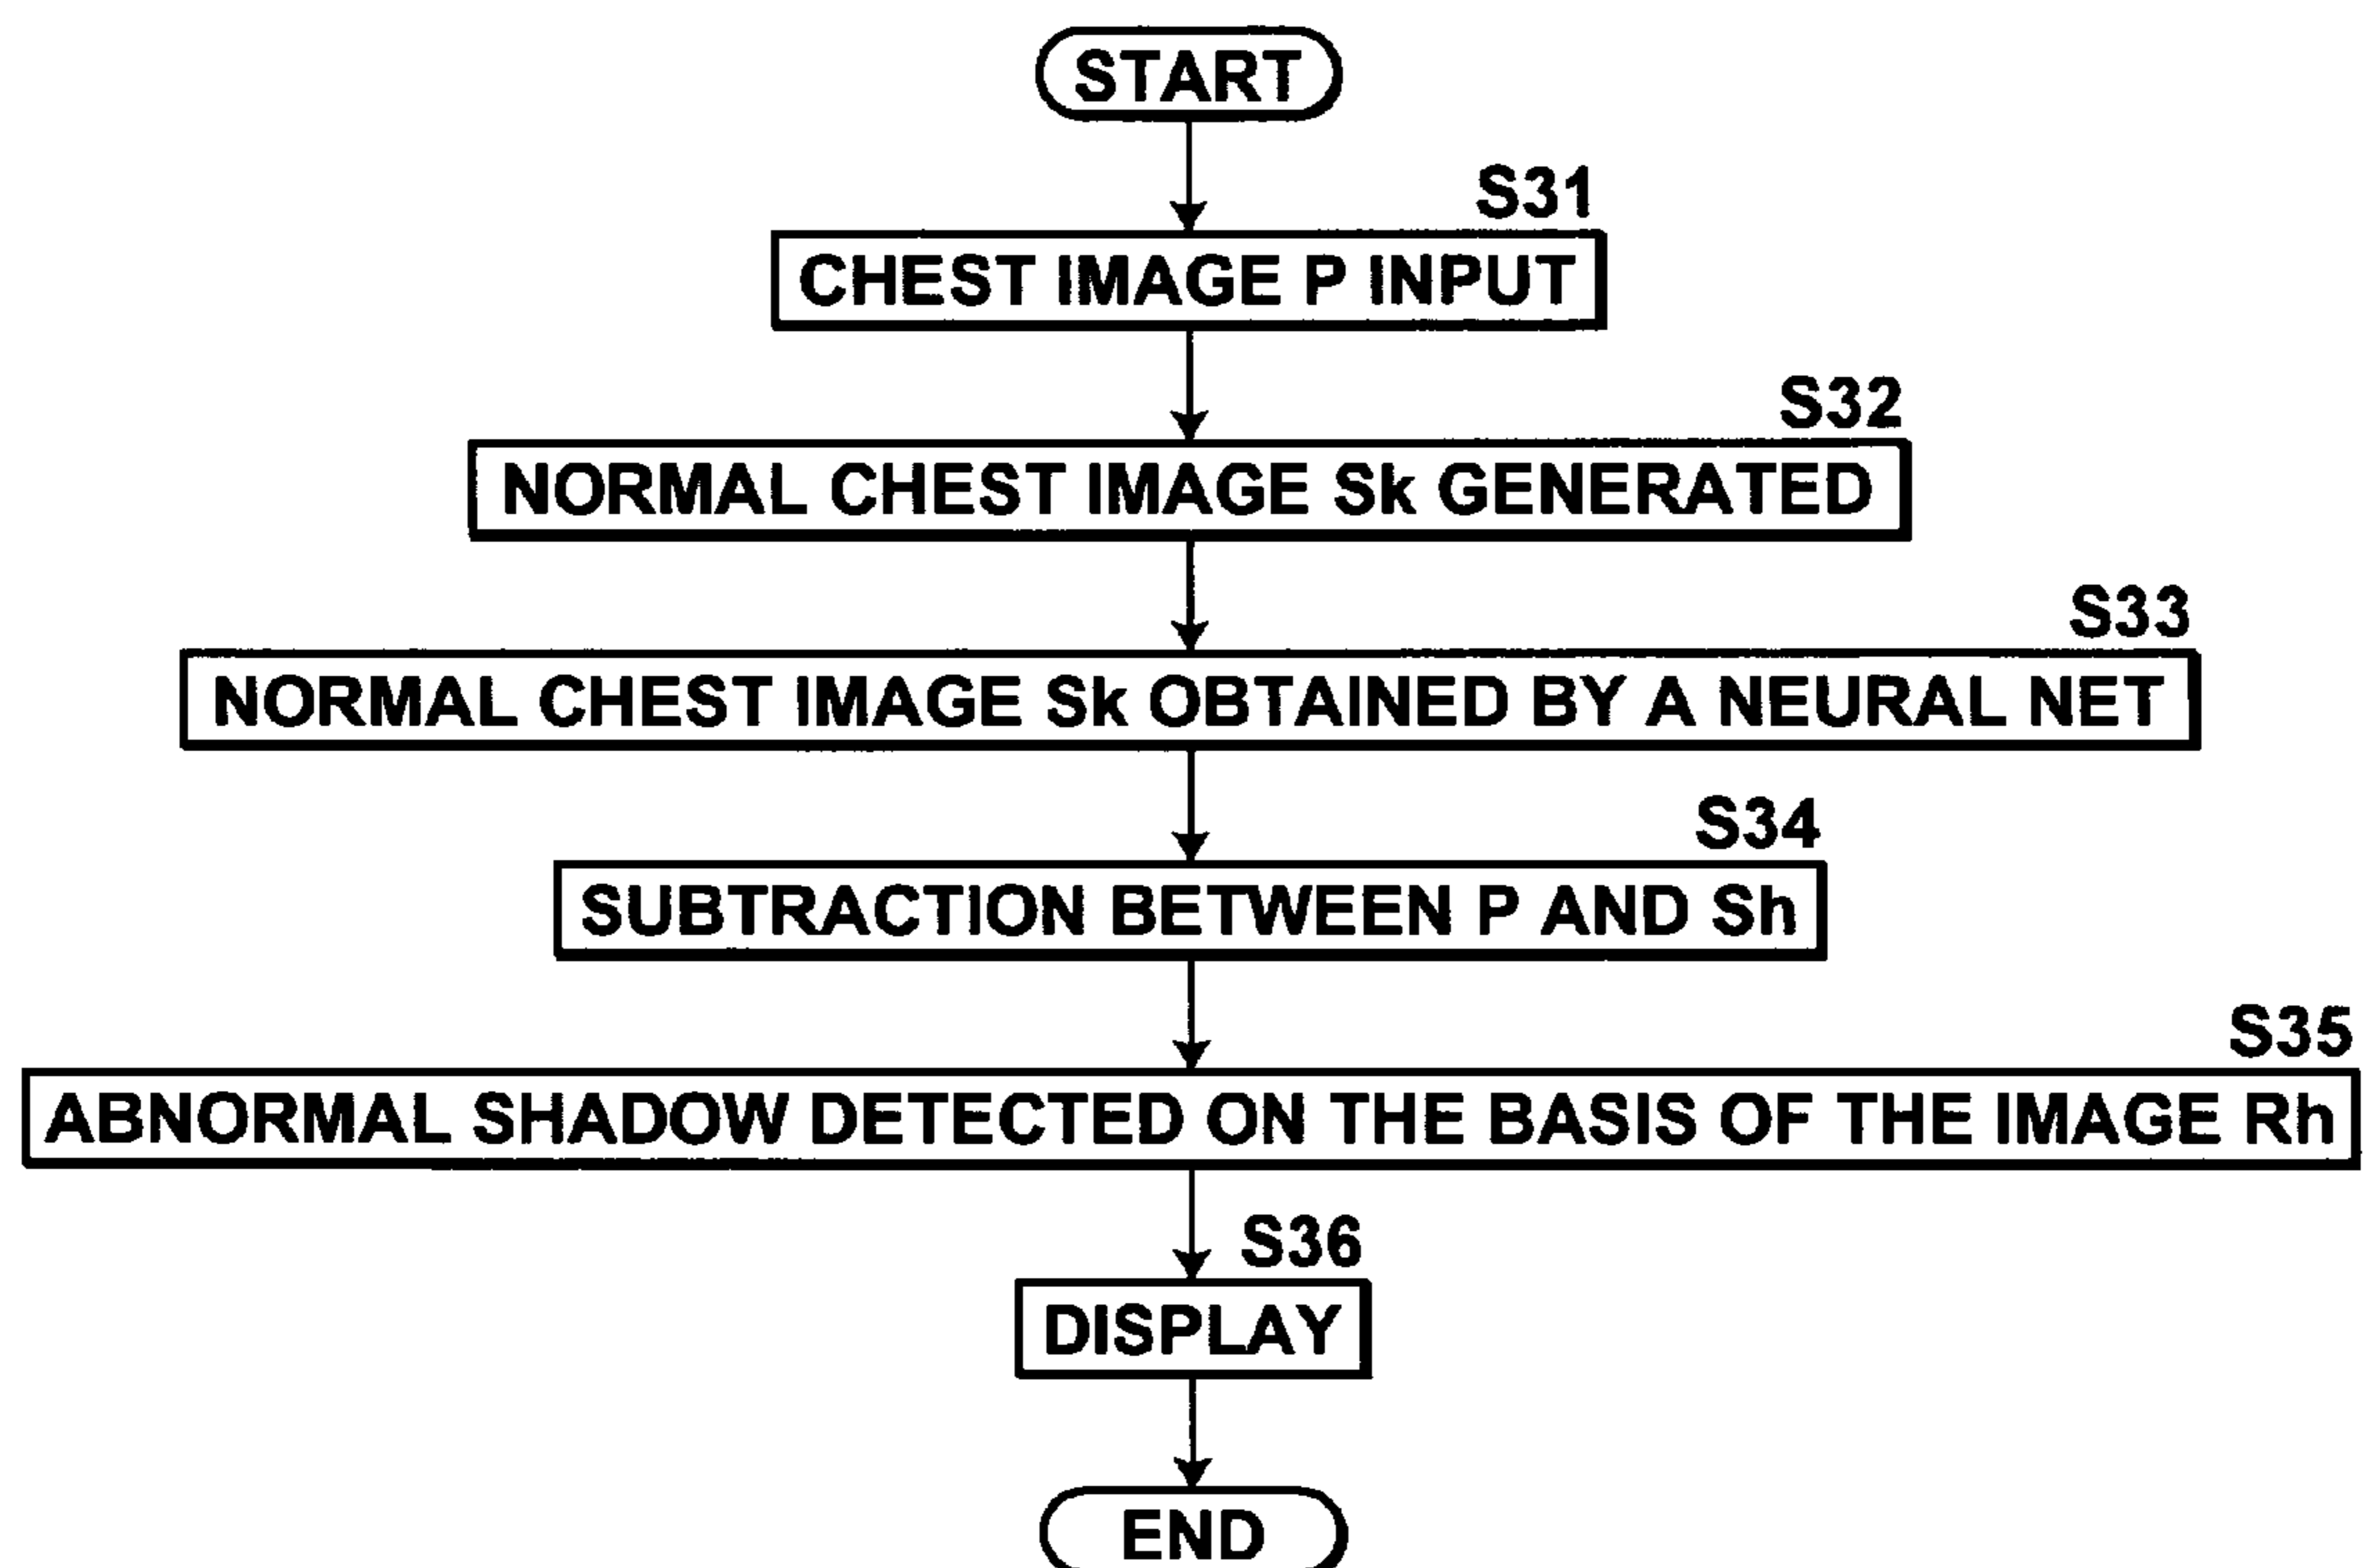 START
S31
CHEST IMAGE P INPUT
S32
NORMAL CHEST IMAGE Sk GENERATED
S33
NORMAL CHEST IMAGE Sk OBTAINED BY A NEURAL NET
S34
SUBTRACTION BETWEEN P AND Sh
S35
ABNORMAL SHADOW DETECTED ON THE BASIS OF THE IMAGE Rh
S36
DISPLAY
END